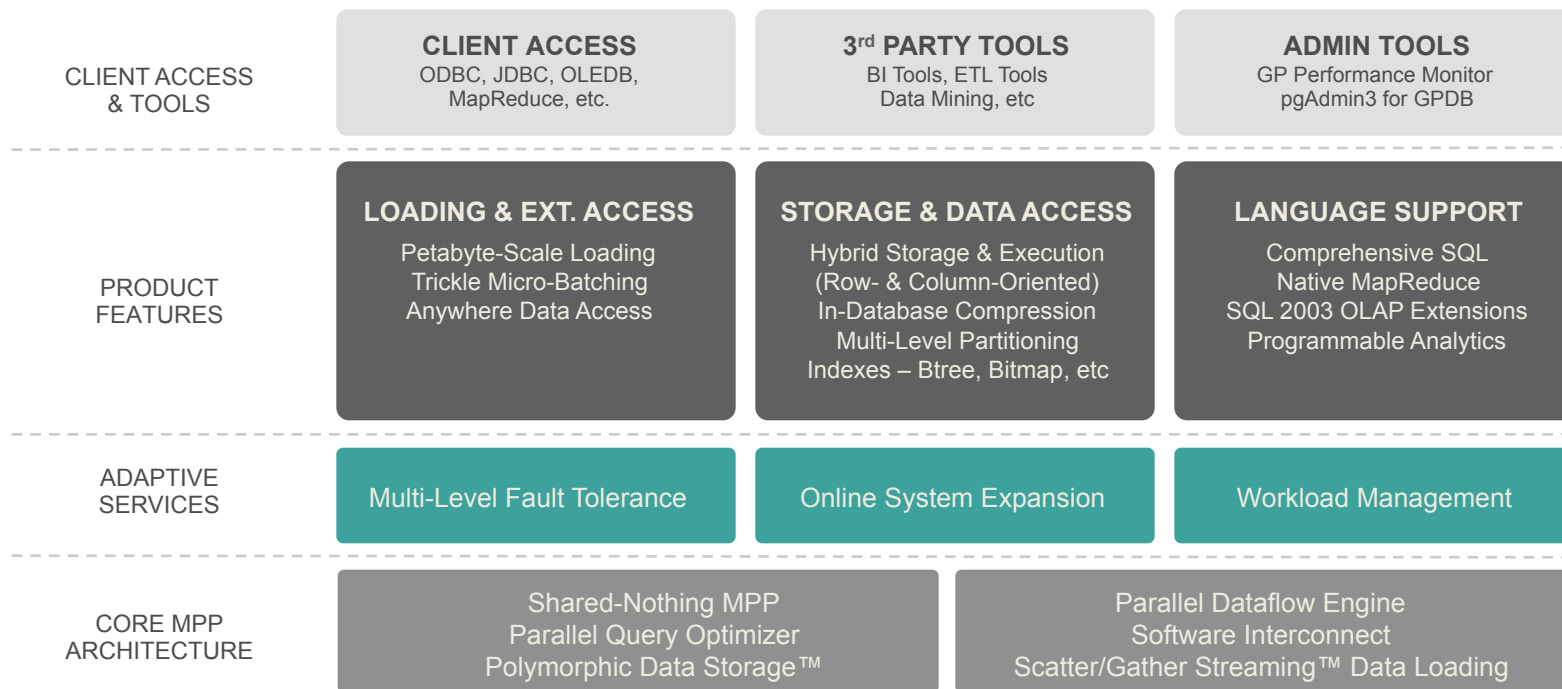 CLIENT ACCESS
& TOOLS
CLIENT ACCESS
ODBC, JDBC, OLEDB,
MapReduce, etc.
3rd PARTY TOOLS
BI Tools, ETL Tools
Data Mining, etc
ADMIN TOOLS
GP Performance Monitor
pgAdmin3 for GPDB
PRODUCT
FEATURES
LOADING & EXT. ACCESS
Petabyte-Scale Loading
Trickle Micro-Batching
Anywhere Data Access
STORAGE & DATA ACCESS
Hybrid Storage & Execution
(Row- & Column-Oriented)
In-Database Compression
Multi-Level Partitioning
Indexes – Btree, Bitmap, etc
LANGUAGE SUPPORT
Comprehensive SQL
Native MapReduce
SQL 2003 OLAP Extensions
Programmable Analytics
ADAPTIVE
SERVICES
Multi-Level Fault Tolerance
Online System Expansion
Workload Management
CORE MPP
ARCHITECTURE
Shared-Nothing MPP
Parallel Query Optimizer
Polymorphic Data Storage™
Parallel Dataflow Engine
Software Interconnect
Scatter/Gather Streaming™ Data Loading